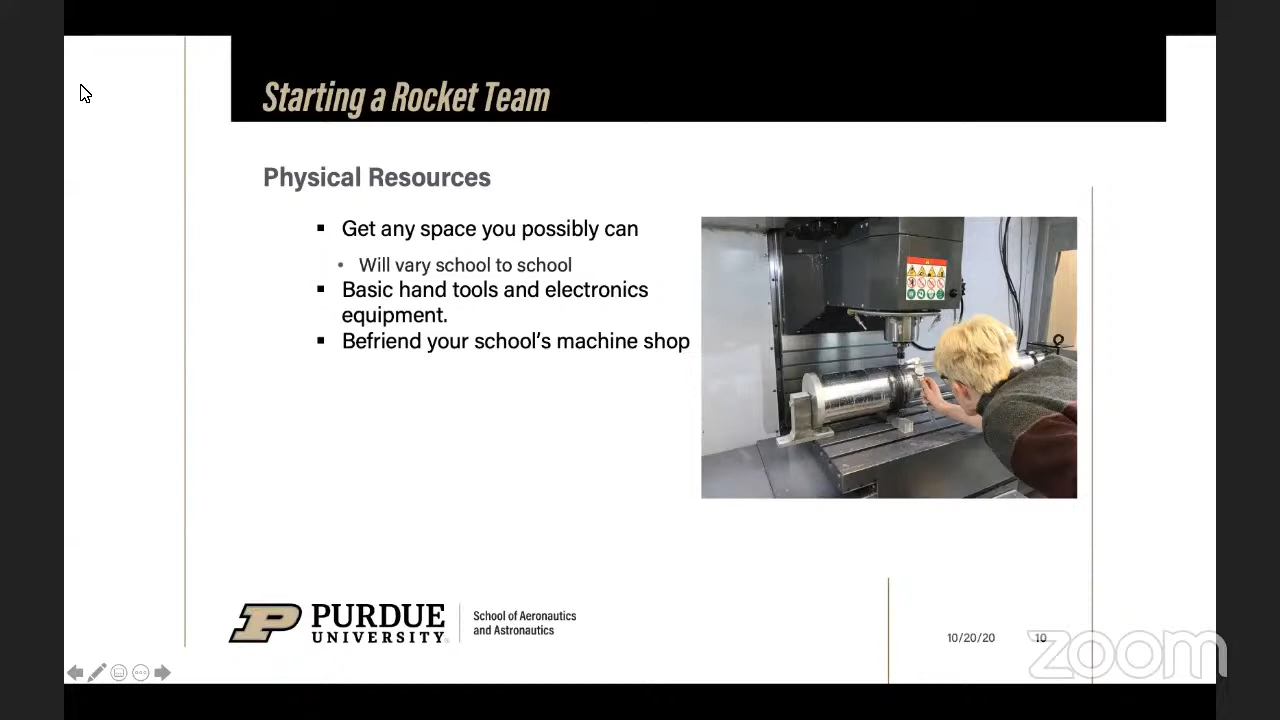 Starting a Rocket Team
Physical Resources
▪ Get any space you possibly can
• Will vary school to school
▪ Basic hand tools and electronics
equipment.
▪ Befriend your school's machine shop
P PURDUE
UNIVERSITY
School of Aeronautics
and Astronautics
10/20/20
10
zoom